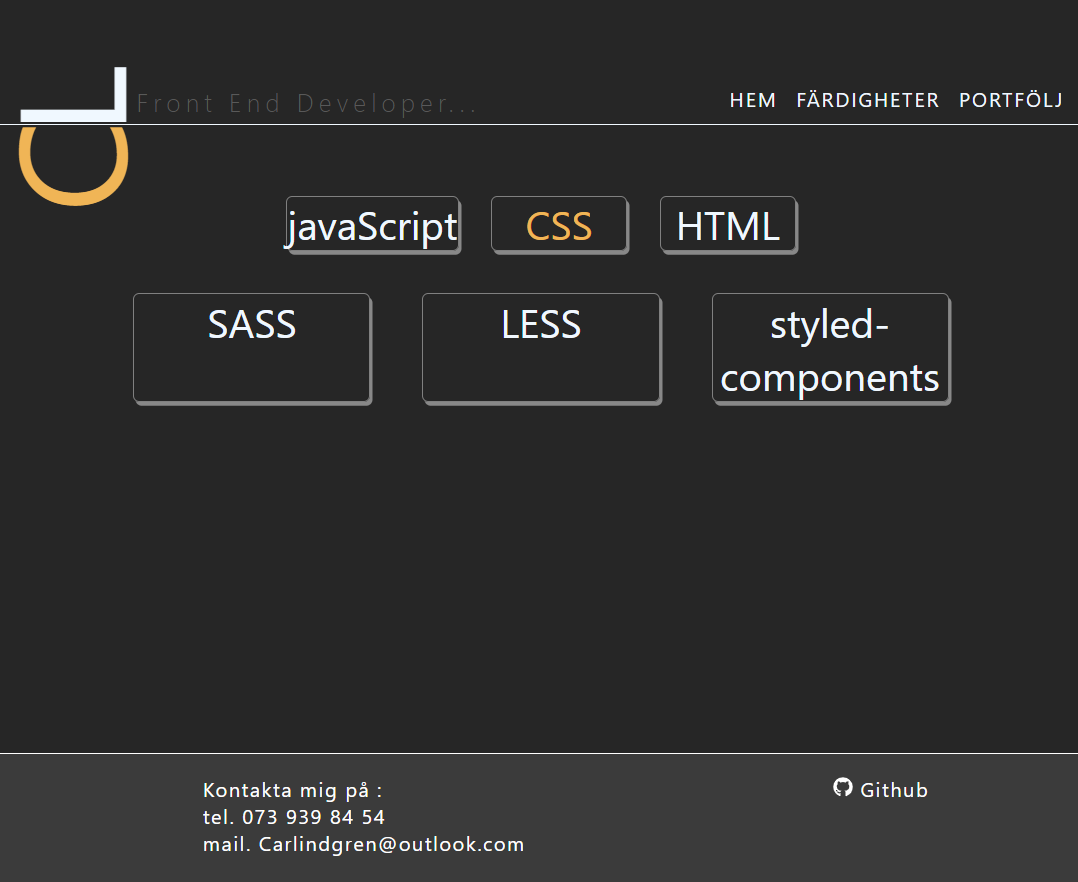 Front End Developer...
HEM FÄRDIGHETER PORTFÖLJ
javaScript CSS HTML
SASS LESS styled-
components
Kontakta mig på :
tel. 073 939 84 54
mail. Carlindgren@outlook.com
Github